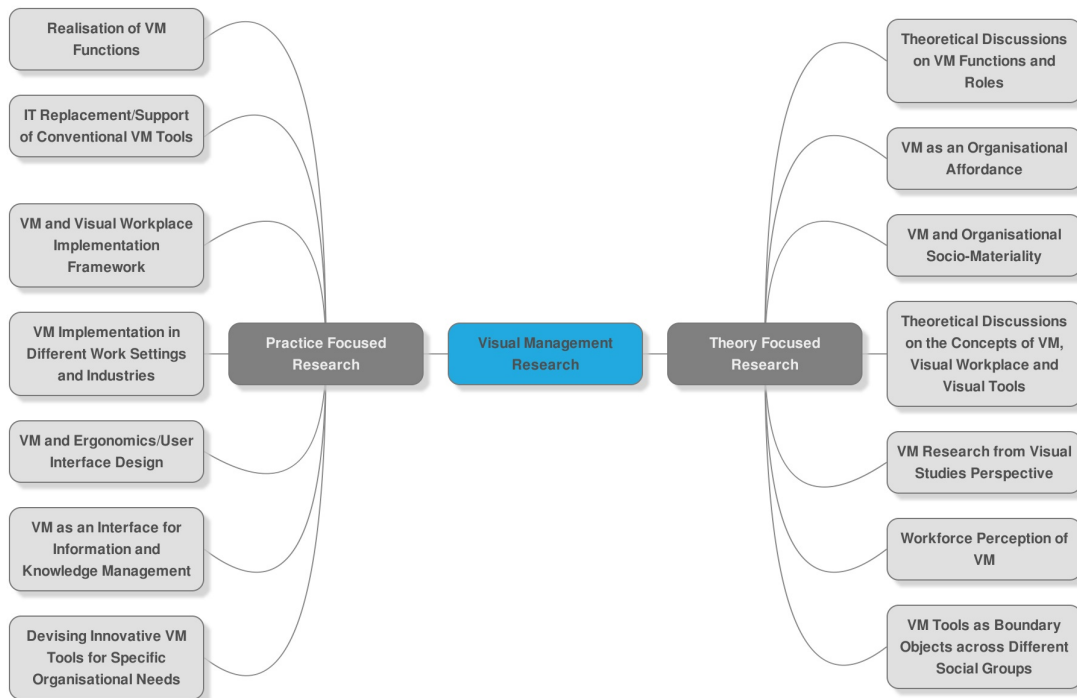 Realisation of VM
Functions
IT Replacement/Support
of Conventional VM Tools
VM and Visual Workplace
Implementation
Framework
VM Implementation in
Different Work Settings
and Industries
VM and Ergonomics/User
Interface Design
VM as an Interface for
Information and
Knowledge Management
Devising Innovative VM
Tools for Specific
Organisational Needs
Practice Focused
Research
Visual Management
Research
Theory Focused
Research
Theoretical Discussions
on VM Functions and
Roles
VM as an Organisational
Affordance
VM and Organisational
Socio-Materiality
Theoretical Discussions
on the Concepts of VM,
Visual Workplace and
Visual Tools
VM Research from Visual
Studies Perspective
Workforce Perception of
VM
VM Tools as Boundary
Objects across Different
Social Groups